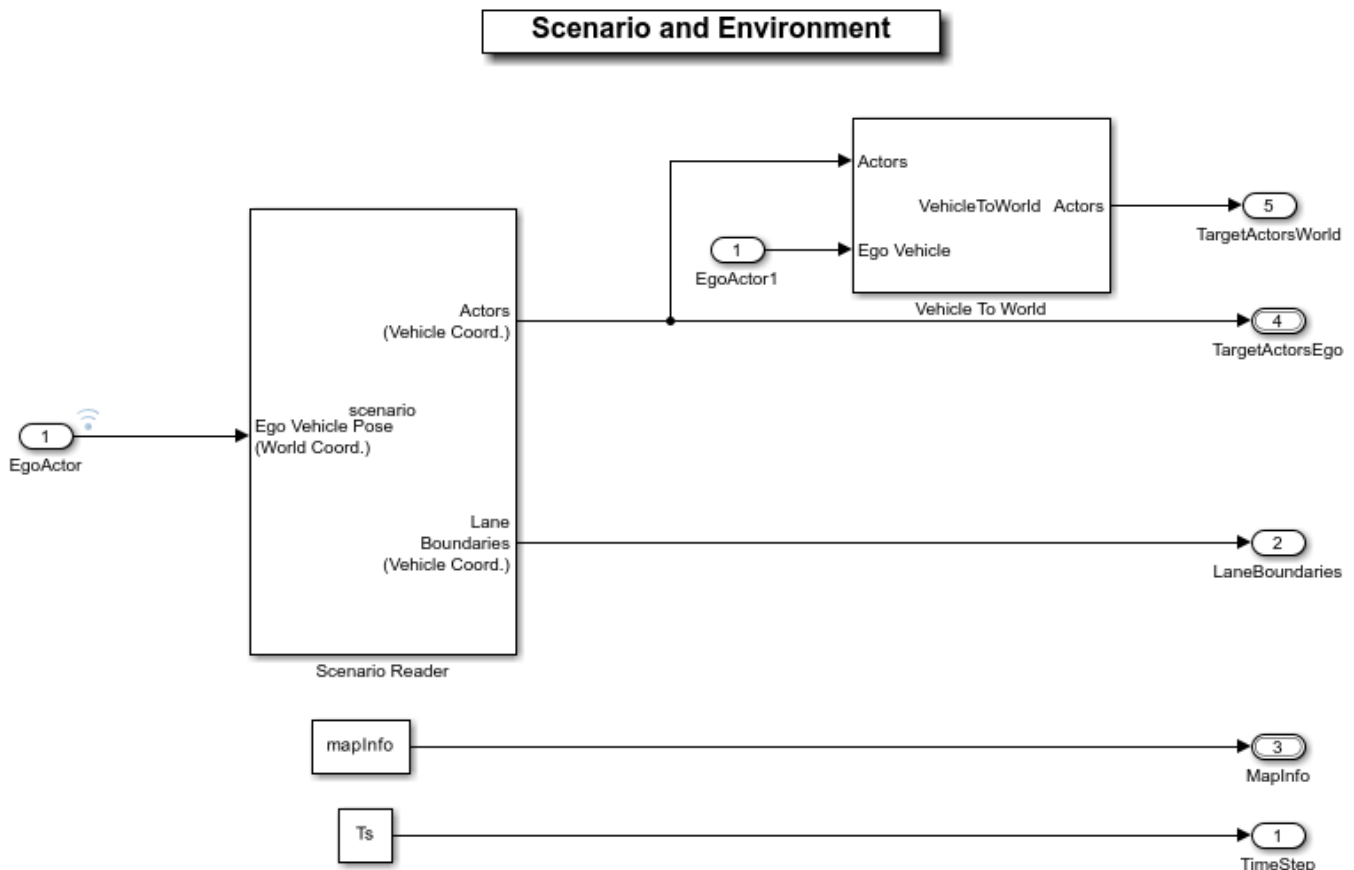 Scenario and Environment
Actors
VehicleToWorld Actors
Ego Vehicle
Vehicle To World
1
EgoActor1
5
TargetActorsWorld
4
TargetActorsEgo
Actors
(Vehicle Coord.)
scenario
Ego Vehicle Pose
(World Coord.)
1
EgoActor
Lane
Boundaries
(Vehicle Coord.)
2
LaneBoundaries
Scenario Reader
mapInfo
3
MapInfo
Ts
1
TimeStep